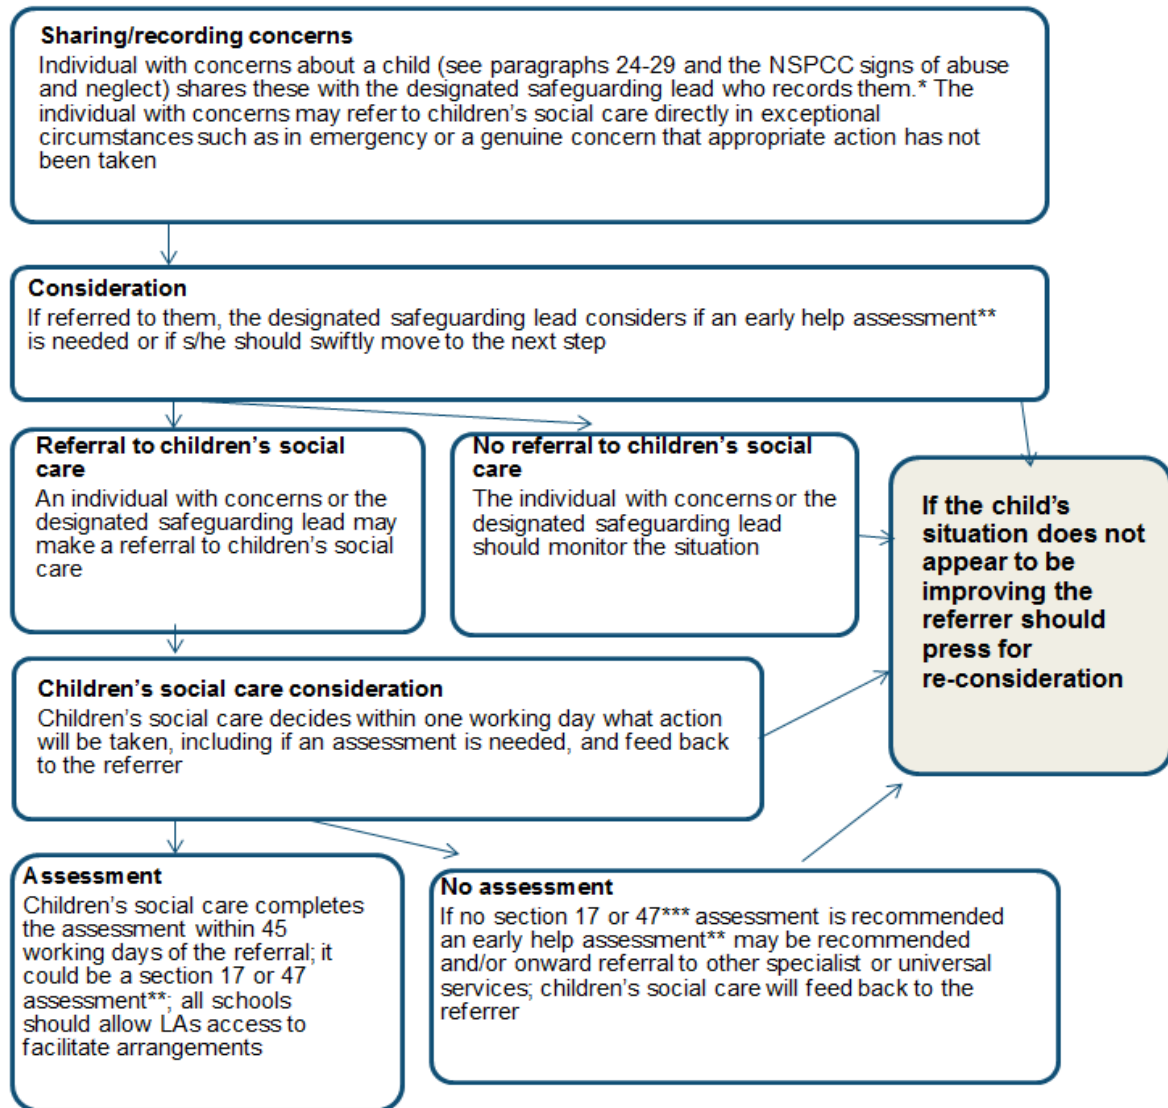 Sharing/recording concerns
Individual with concerns about a child (see paragraphs 24-29 and the NSPCC signs of abuse
and neglect) shares these with the designated safeguarding lead who records them.* The
individual with concerns may refer to children's social care directly in exceptional
circumstances such as in emergency or a genuine concern that appropriate action has not
been taken
Consideration
If referred to them, the designated safeguarding lead considers if an early help assessment**
is needed or if s/he should swiftly move to the next step
Referral to children's social
care
An individual with concerns or the
designated safeguarding lead may
make a referral to children's social
care
No referral to children's social
care
The individual with concerns or the
designated safeguarding lead
should monitor the situation
If the child's
situation does not
appear to be
improving the
referrer should
press for
re-consideration
Children's social care consideration
Children's social care decides within one working day what action
will be taken, including if an assessment is needed, and feed back
to the referrer
Assessment
Children's social care completes
the assessment within 45
working days of the referral; it
could be a section 17 or 47
assessment**; all schools
should allow LAs access to
facilitate arrangements
No assessment
If no section 17 or 47*** assessment is recommended
an early help assessment** may be recommended
and/or onward referral to other specialist or universal
services; children's social care will feed back to the
referrer